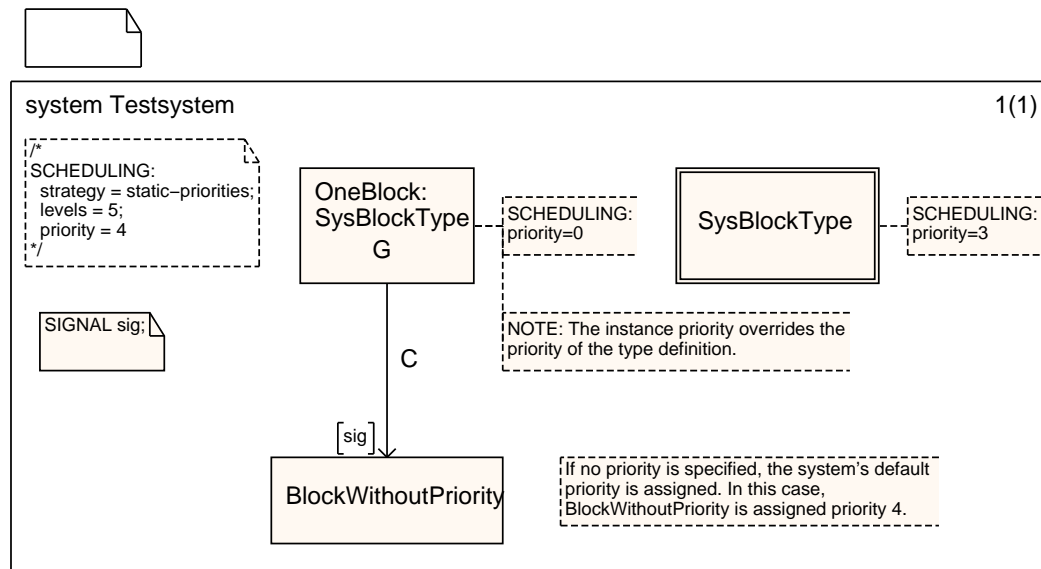 system Testsystem
1(1)
/*
SCHEDULING:
strategy = static–priorities;
levels = 5;
priority = 4
*/
OneBlock:
SysBlockType
G
SCHEDULING:
priority=0
SysBlockType
SCHEDULING:
priority=3
SIGNAL sig;
NOTE: The instance priority overrides the
priority of the type definition.
C
[sig]
BlockWithoutPriority
If no priority is specified, the system's default
priority is assigned. In this case,
BlockWithoutPriority is assigned priority 4.